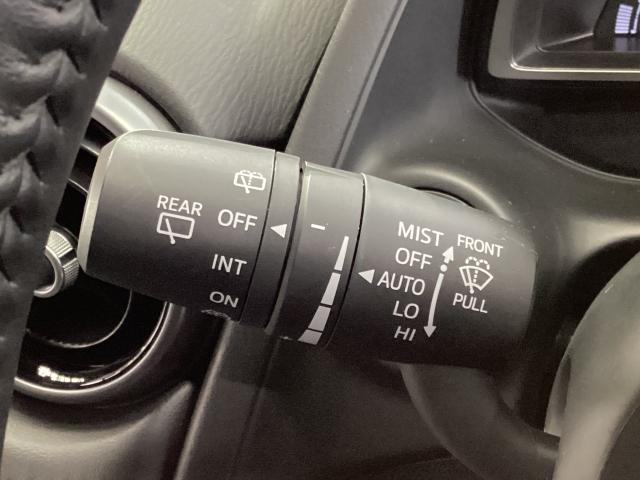 REAR
OFF
INT
ON
MIST
OFF
AUTO
LO
HI
FRONT
PULL